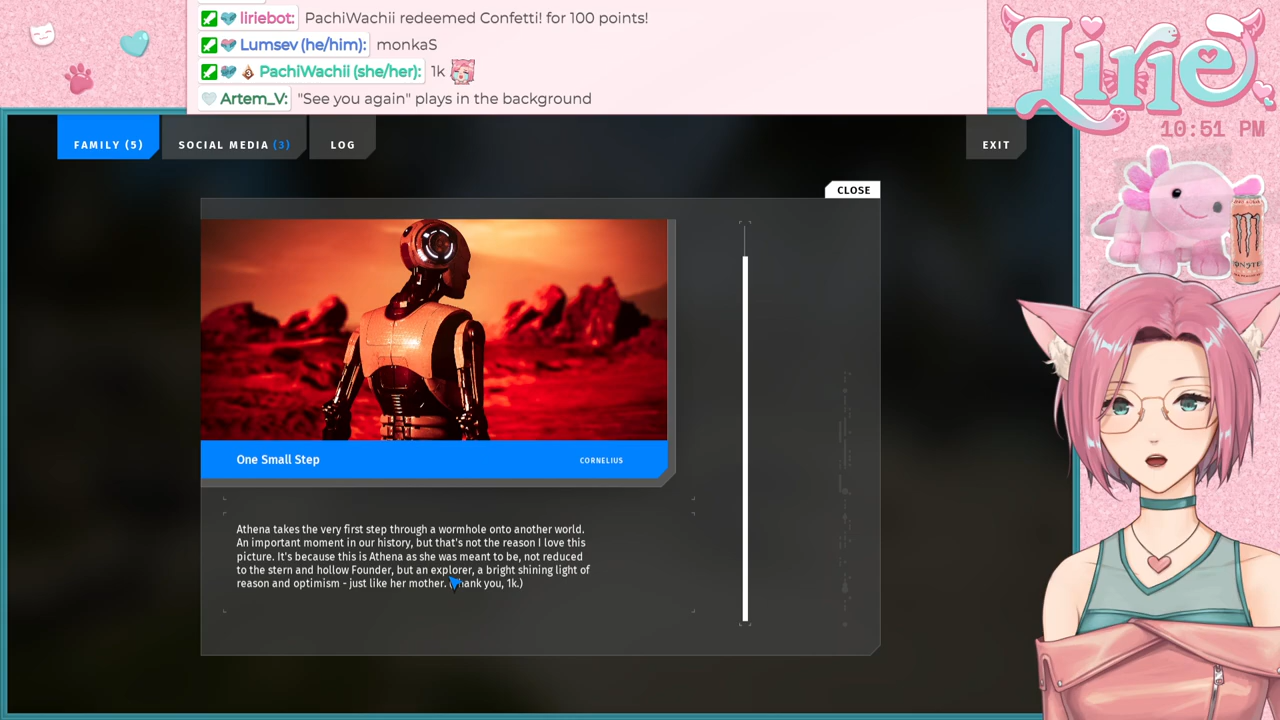 liriebot: PachiWachii redeemed Confetti! for 100 points!
Lumsev (he/him): monkaS
3 PachiWachii (she/her): 1k
Artem_V: "See you again" plays in the background
Lirie
10:51 PM
FAMILY (5)
SOCIAL MEDIA (3)
LOG
EXIT
CLOSE
MONSTER
One Small Step
CORNELIUS
Athena takes the very first step through a wormhole onto another world.
An important moment in our history, but that's not the reason I love this
picture. It's because this is Athena as she was meant to be, not reduced
to the stern and hollow Founder, but an explorer, a bright shining light of
reason and optimism - just like her mother. (Thank you, 1k.)